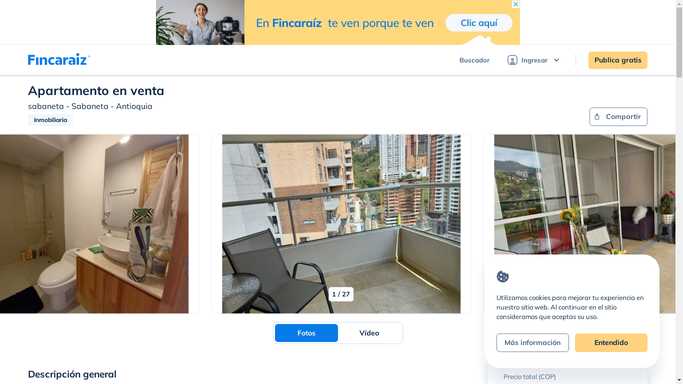 En Fincaraíz te ven porque te ven
Clic aquí
Fincaraiz
Buscador
Ingresar
Publica gratis
Apartamento en venta
sabaneta - Sabaneta - Antioquia
Inmobiliaria
Compartir
1 / 27
Fotos
Vídeo
Utilizamos cookies para mejorar tu experiencia en
nuestro sitio web. Al continuar en el sitio
consideramos que aceptas su uso.
Más información
Entendido
Descripción general
Precio total (COP)